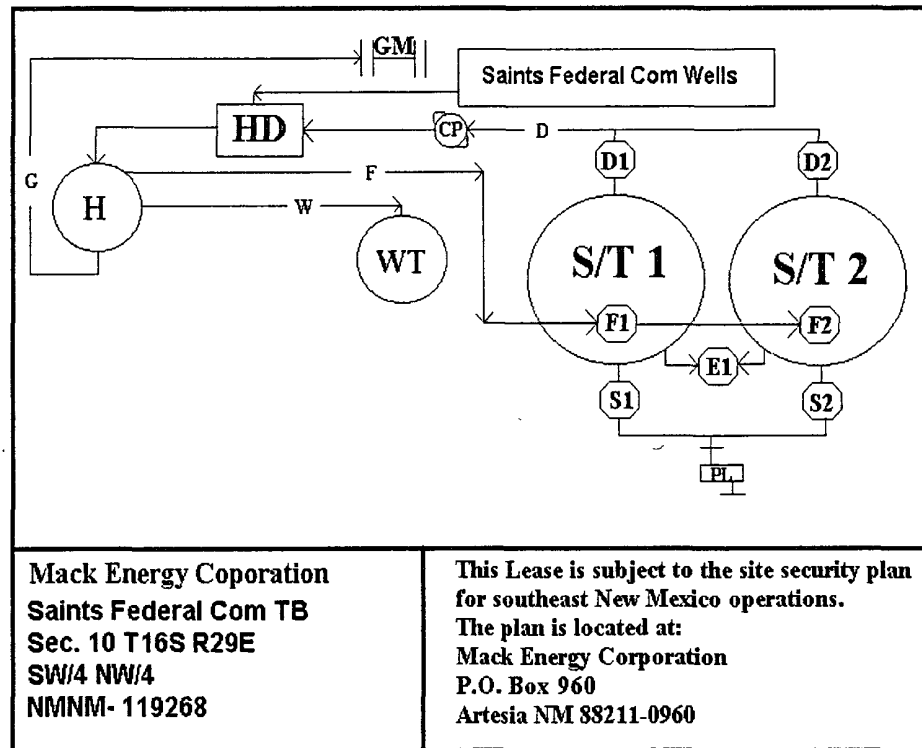 GM
Saints Federal Com Wells
HD
CP
D
D1
D2
G
F
H
W
WT
S/T 1
S/T 2
F1
F2
E1
S1
S2
PL
Mack Energy Coporation
Saints Federal Com TB
Sec. 10 T16S R29E
SW/4 NW/4
NMNM- 119268
This Lease is subject to the site security plan
for southeast New Mexico operations.
The plan is located at:
Mack Energy Corporation
P.O. Box 960
Artesia NM 88211-0960